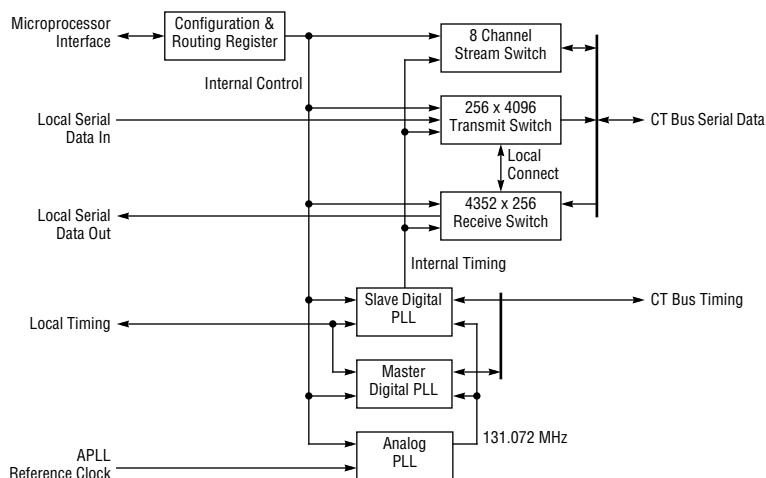 Microprocessor
Interface
Configuration &
Routing Register
8 Channel
Stream Switch
Internal Control
Local Serial
Data In
256 x 4096
Transmit Switch
CT Bus Serial Data
Local
Connect
Local Serial
Data Out
4352 x 256
Receive Switch
Internal Timing
Local Timing
Slave Digital
PLL
CT Bus Timing
Master
Digital PLL
131.072 MHz
APLL
Reference Clock
Analog
PLL